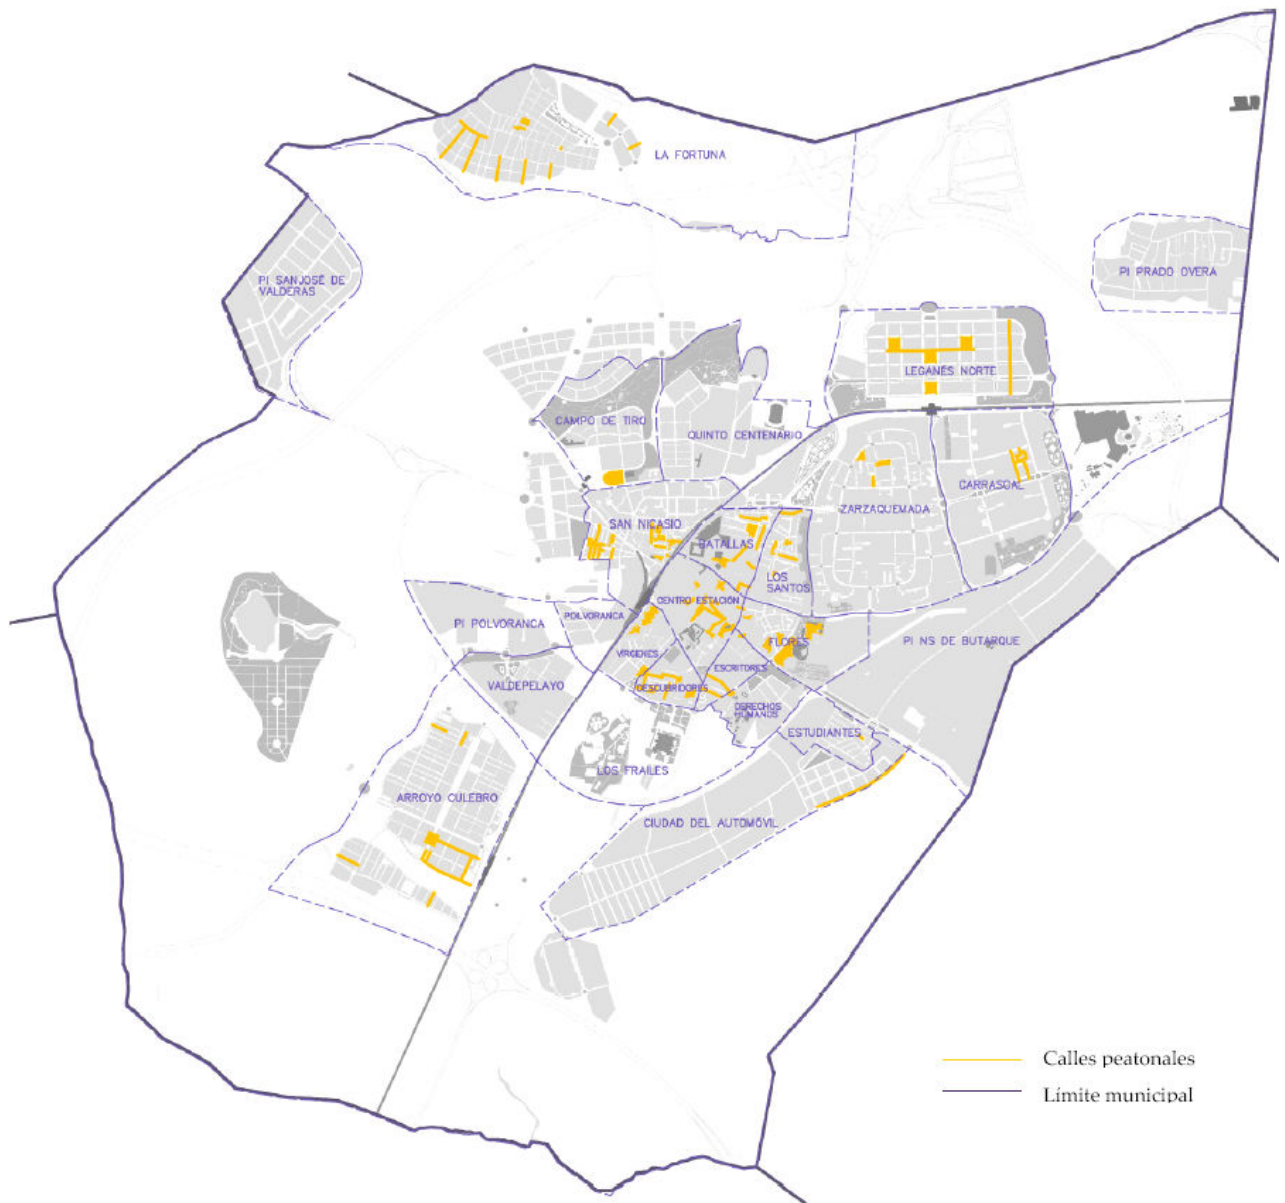 LA FORTUNA
PI SANJOSÉ DE
VALDERAS
PI PRADO OVERA
LEGANÉS NORTE
CAMPO DE TIRO
QUINTO CENTENARIO
ZARZAQUEMADA
CARRASCAL
SAN NICASIO
BATALLAS
LOS
SANTOS
CENTRO ESTACIÓN
POLVORANCA
PI POLVORANCA
FLORES
PI NS DE BUTARQUE
VIRGENES
ESCRITORES
VALDEPELAYO
DESCUBRIDORES
DERECHOS
HUMANOS
ESTUDIANTES
LOS FRAILES
ARROYO CULEBRO
CIUDAD DEL AUTOMÓVIL
Calles peatonales
Límite municipal